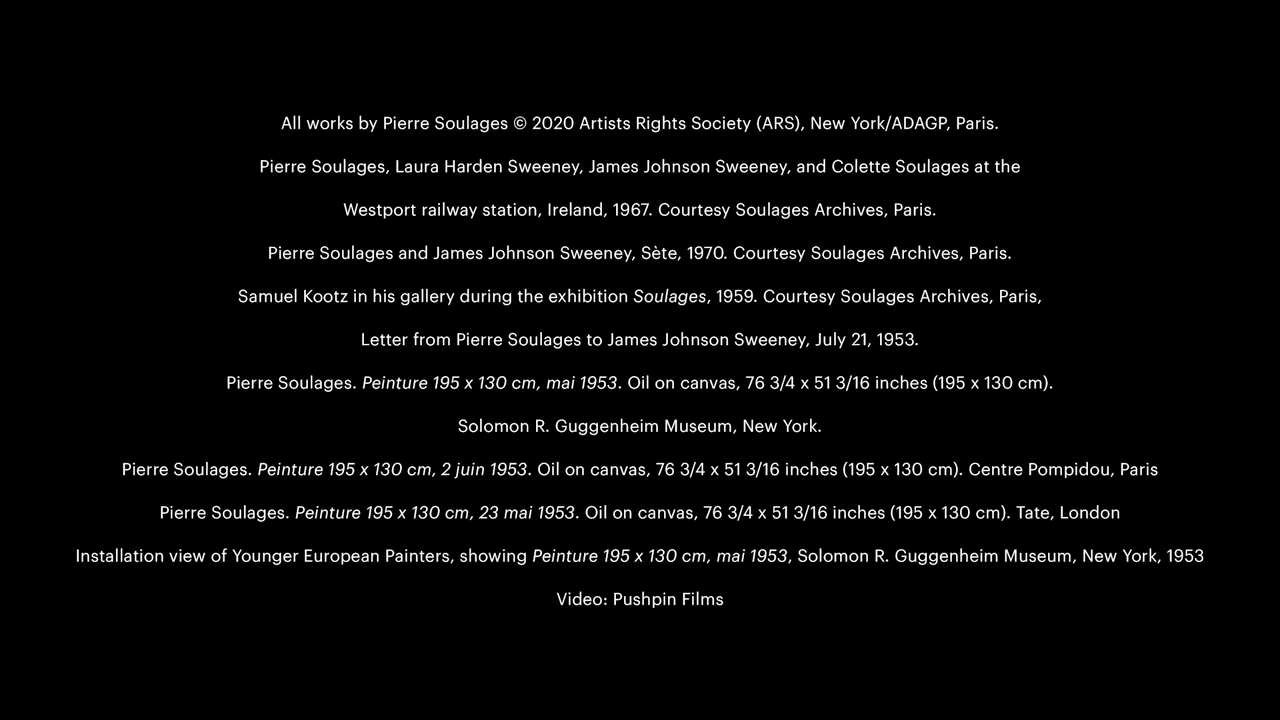 All works by Pierre Soulages © 2020 Artists Rights Society (ARS), New York/ADAGP, Paris.
Pierre Soulages, Laura Harden Sweeney, James Johnson Sweeney, and Colette Soulages at the
Westport railway station, Ireland, 1967. Courtesy Soulages Archives, Paris.
Pierre Soulages and James Johnson Sweeney, Sète, 1970. Courtesy Soulages Archives, Paris.
Samuel Kootz in his gallery during the exhibition Soulages, 1959. Courtesy Soulages Archives, Paris,
Letter from Pierre Soulages to James Johnson Sweeney, July 21, 1953.
Pierre Soulages. Peinture 195 x 130 cm, mai 1953. Oil on canvas, 76 3/4 x 51 3/16 inches (195 x 130 cm).
Solomon R. Guggenheim Museum, New York.
Pierre Soulages. Peinture 195 x 130 cm, 2 juin 1953. Oil on canvas, 76 3/4 x 51 3/16 inches (195 x 130 cm). Centre Pompidou, Paris
Pierre Soulages. Peinture 195 x 130 cm, 23 mai 1953. Oil on canvas, 76 3/4 x 51 3/16 inches (195 x 130 cm). Tate, London
Installation view of Younger European Painters, showing Peinture 195 x 130 cm, mai 1953, Solomon R. Guggenheim Museum, New York, 1953
Video: Pushpin Films